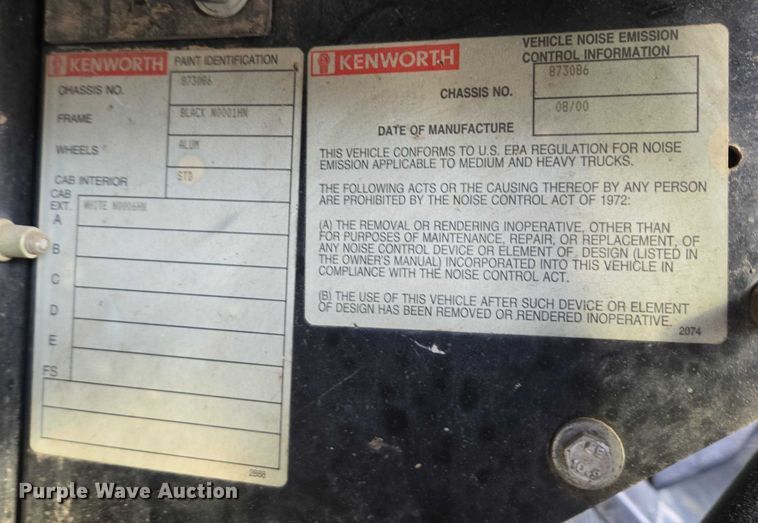 KENWORTH PAINT IDENTIFICATION
CHASSIS NO. 873086
FRAME BLACK N0001HN
WHEELS ALUM
CAB INTERIOR STD
CAB
EXT. WHITE N0006HN
A
B
C
D
E
FS
2888
KENWORTH
VEHICLE NOISE EMISSION
CONTROL INFORMATION
CHASSIS NO. 873086
DATE OF MANUFACTURE 08/00
THIS VEHICLE CONFORMS TO U.S. EPA REGULATION FOR NOISE
EMISSION APPLICABLE TO MEDIUM AND HEAVY TRUCKS.
THE FOLLOWING ACTS OR THE CAUSING THEREOF BY ANY PERSON
ARE PROHIBITED BY THE NOISE CONTROL ACT OF 1972:
(A) THE REMOVAL OR RENDERING INOPERATIVE, OTHER THAN
FOR PURPOSES OF MAINTENANCE, REPAIR, OR REPLACEMENT, OF
ANY NOISE CONTROL DEVICE OR ELEMENT OF DESIGN (LISTED IN
THE OWNER'S MANUAL) INCORPORATED INTO THIS VEHICLE IN
COMPLIANCE WITH THE NOISE CONTROL ACT.
(B) THE USE OF THIS VEHICLE AFTER SUCH DEVICE OR ELEMENT
OF DESIGN HAS BEEN REMOVED OR RENDERED INOPERATIVE.
2074
10.9
Purple Wave Auction